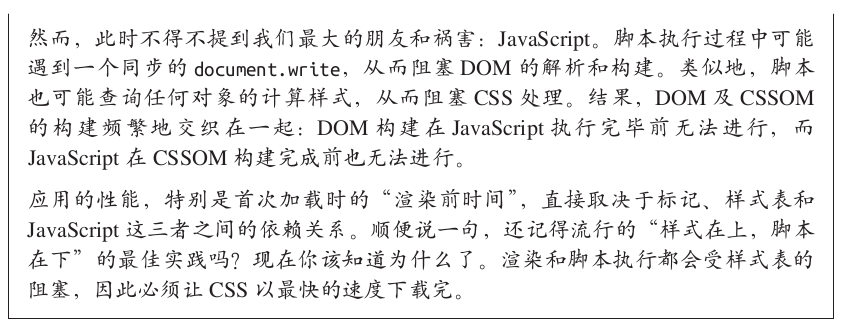 然而，此时不得不提到我们最大的朋友和祸害：JavaScript。脚本执行过程中可能
遇到一个同步的 document.write，从而阻塞 DOM 的解析和构建。类似地，脚本
也可能查询任何对象的计算样式，从而阻塞 CSS 处理。结果，DOM 及 CSSOM
的构建频繁地交织在一起：DOM 构建在 JavaScript 执行完毕前无法进行，而
JavaScript 在 CSSOM 构建完成前也无法进行。
应用的性能，特别是首次加载时的“渲染前时间”，直接取决于标记、样式表和
JavaScript 这三者之间的依赖关系。顺便说一句，还记得流行的“样式在上，脚本
在下”的最佳实践吗？现在你该知道为什么了。渲染和脚本执行都会受样式表的
阻塞，因此必须让 CSS 以最快的速度下载完。